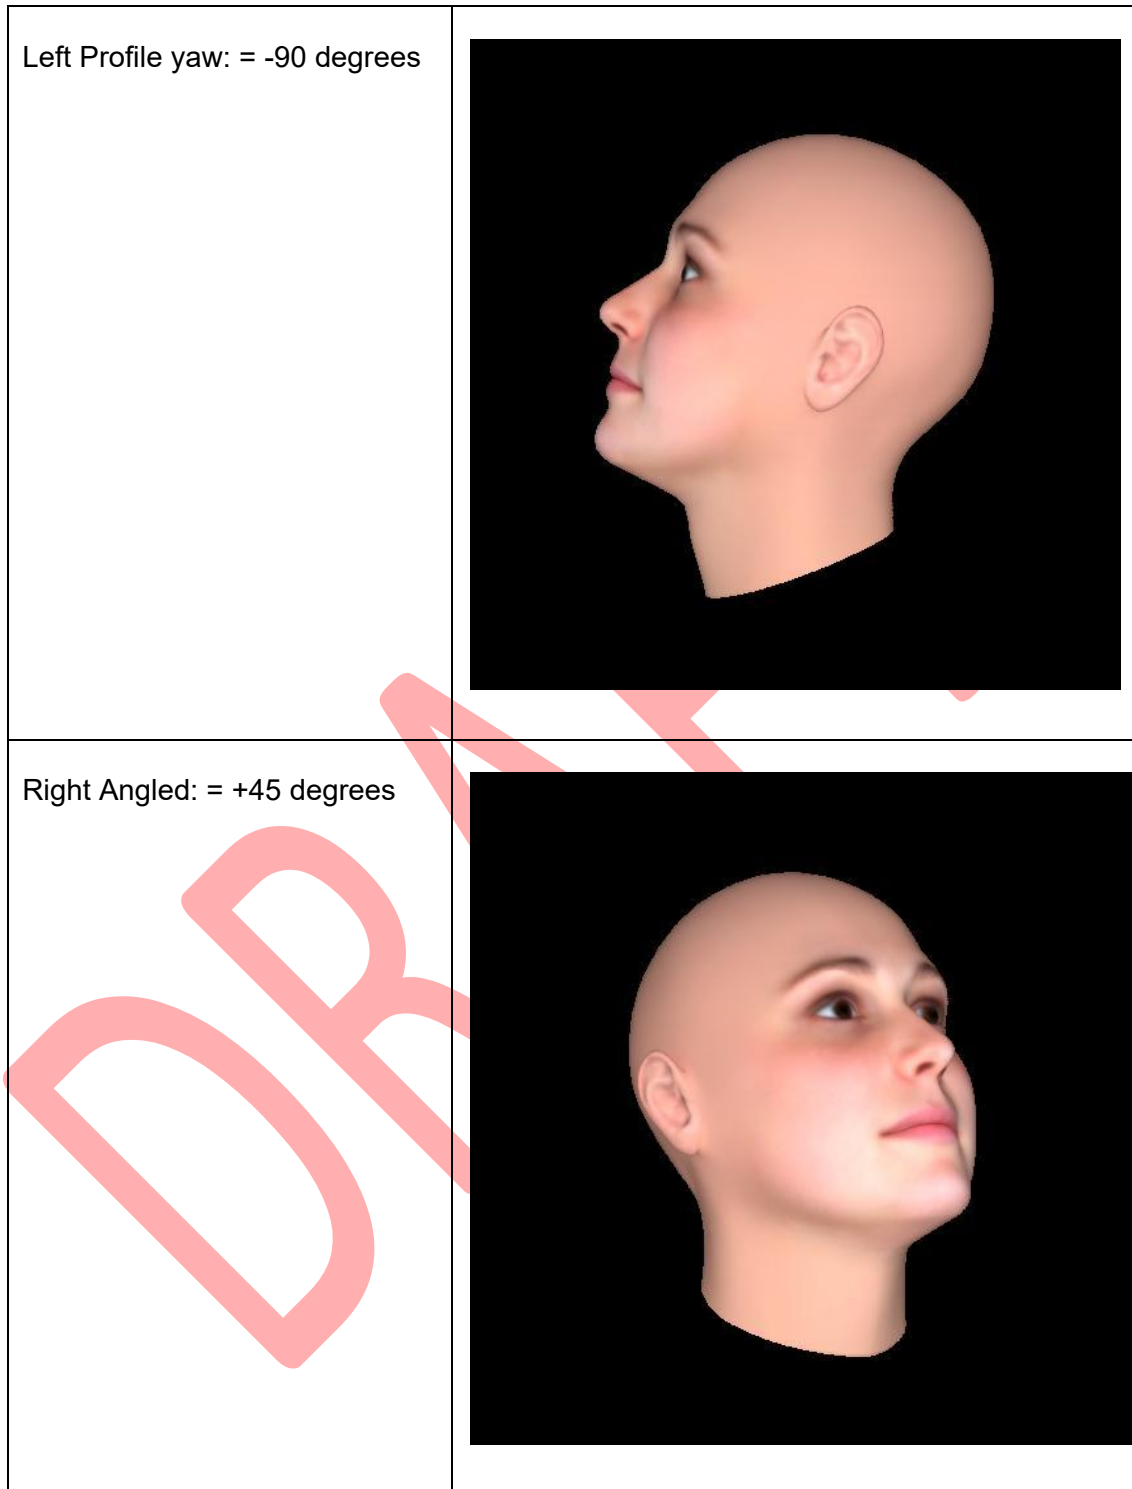 Left Profile yaw: = -90 degrees
Right Angled: = +45 degrees
DRAFT